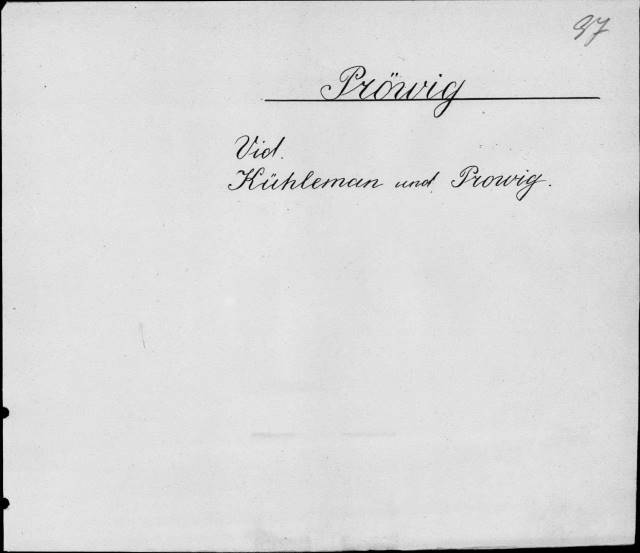 97
Pröwig
Vid.
Kühleman und Prowig.